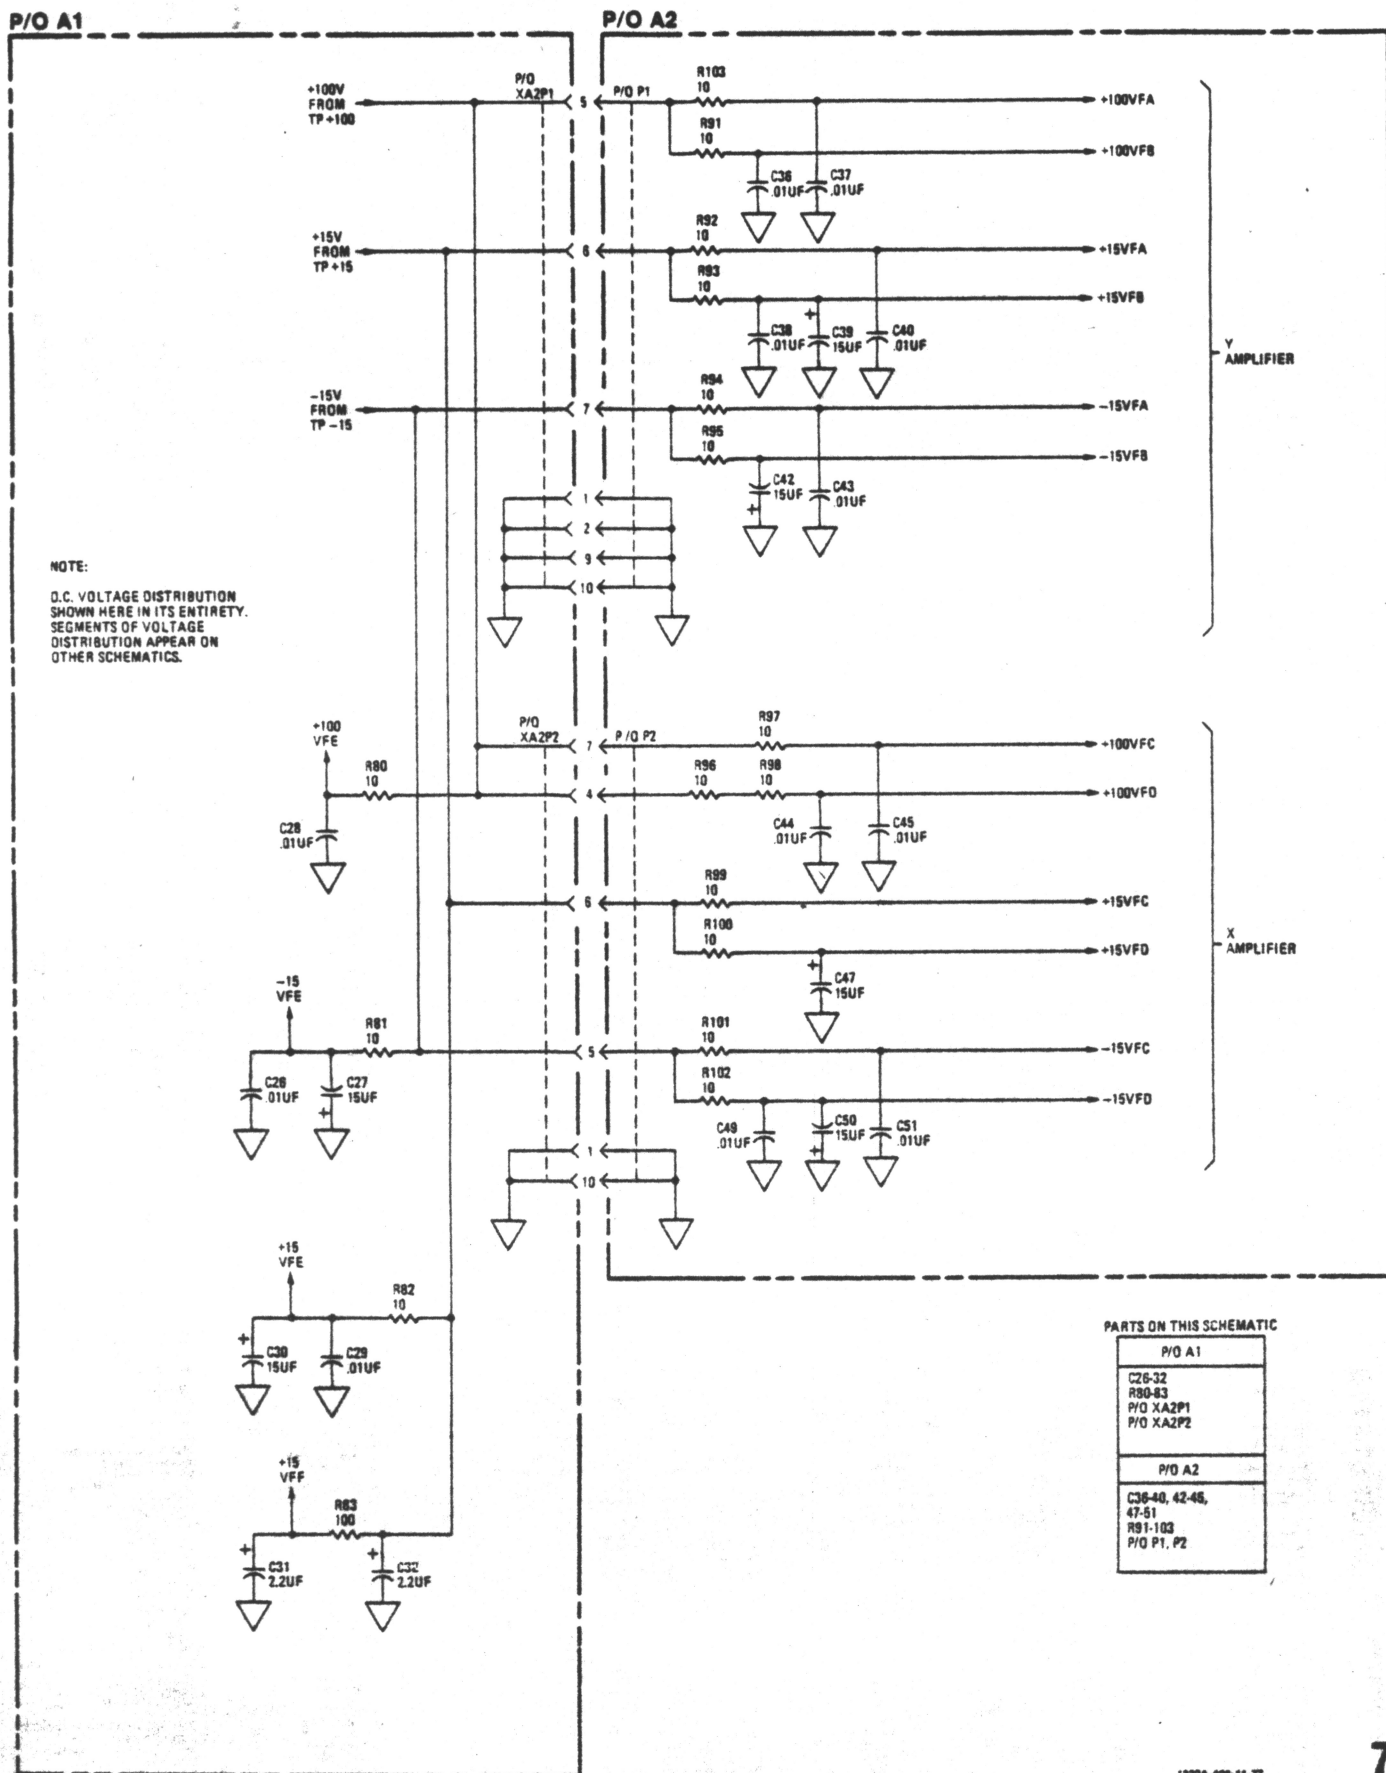 P/O A1
P/O A2
+100V
FROM
TP +100
P/O
XA2P1
5
P/O P1
R103
10
+100VFA
R91
10
+100VFB
C36
.01UF
C37
.01UF
+15V
FROM
TP +15
6
R92
10
+15VFA
R93
10
+15VFB
+
C38
.01UF
C39
15UF
C40
.01UF
Y
AMPLIFIER
-15V
FROM
TP -15
7
R94
10
-15VFA
R95
10
-15VFB
C42
15UF
+
C43
.01UF
1
2
9
10
NOTE:
D.C. VOLTAGE DISTRIBUTION
SHOWN HERE IN ITS ENTIRETY.
SEGMENTS OF VOLTAGE
DISTRIBUTION APPEAR ON
OTHER SCHEMATICS.
+100
VFE
R80
10
C28
.01UF
P/O
XA2P2
7
P/O P2
R97
10
+100VFC
4
R96
10
R98
10
+100VFD
C44
.01UF
C45
.01UF
6
R99
10
+15VFC
R100
10
+15VFD
+
C47
15UF
X
AMPLIFIER
-15
VFE
R81
10
C26
.01UF
C27
15UF
+
5
R101
10
-15VFC
R102
10
-15VFD
C49
.01UF
C50
15UF
+
C51
.01UF
1
10
+15
VFE
R82
10
+
C30
15UF
C29
.01UF
+15
VFF
R83
100
+
C31
2.2UF
+
C32
2.2UF
PARTS ON THIS SCHEMATIC
P/O A1
C26-32
R80-83
P/O XA2P1
P/O XA2P2
P/O A2
C36-40, 42-45,
47-51
R91-103
P/O P1, P2
7